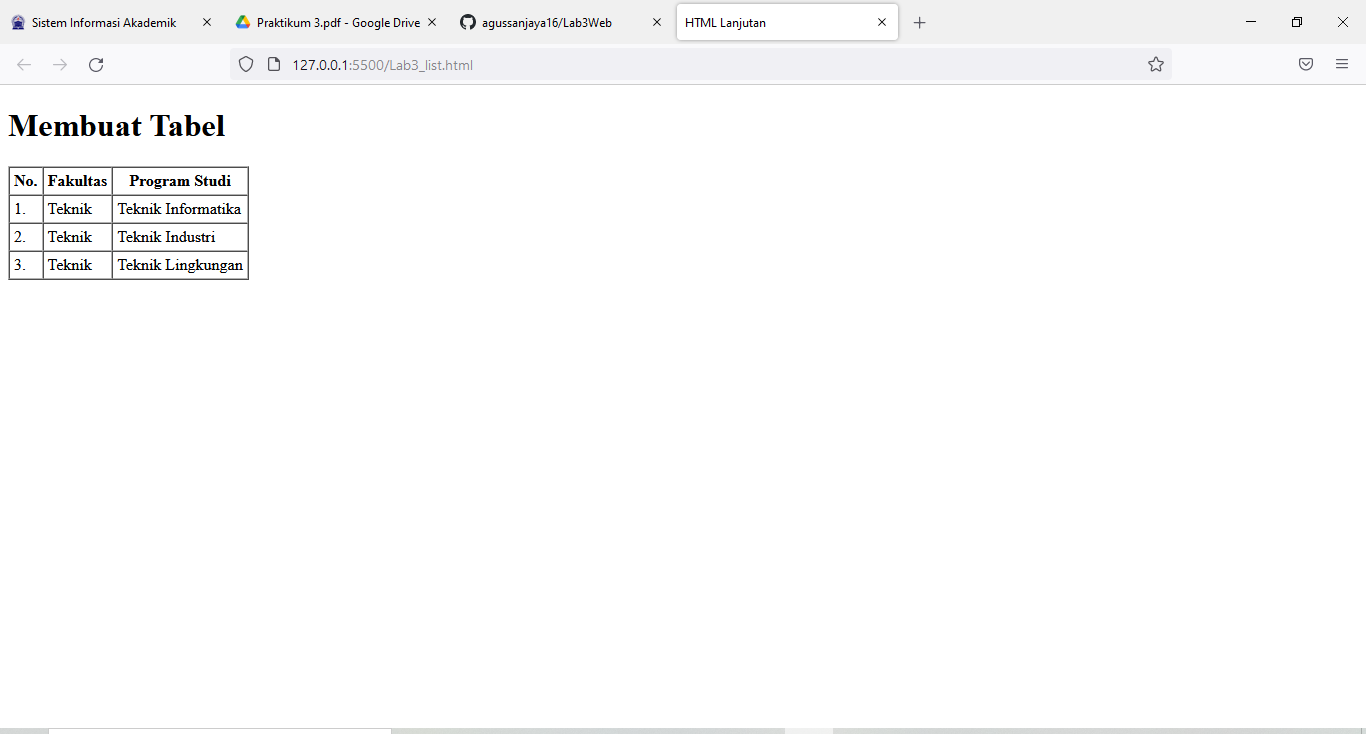 Sistem Informasi Akademik
Praktikum 3.pdf - Google Drive
agussanjaya16/Lab3Web
HTML Lanjutan
127.0.0.1:5500/Lab3_list.html
Membuat Tabel
No. Fakultas Program Studi
1. Teknik Teknik Informatika
2. Teknik Teknik Industri
3. Teknik Teknik Lingkungan